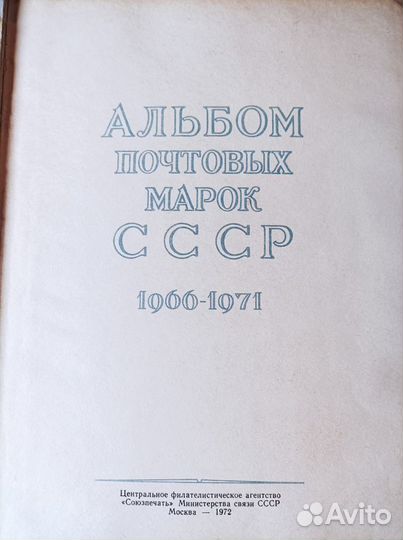 АЛЬБОМ
ПОЧТОВЫХ
МАРОК
СССР
1966-1971
Центральное филателистическое агентство
«Союзпечать» Министерства связи СССР
Москва — 1972
Avito